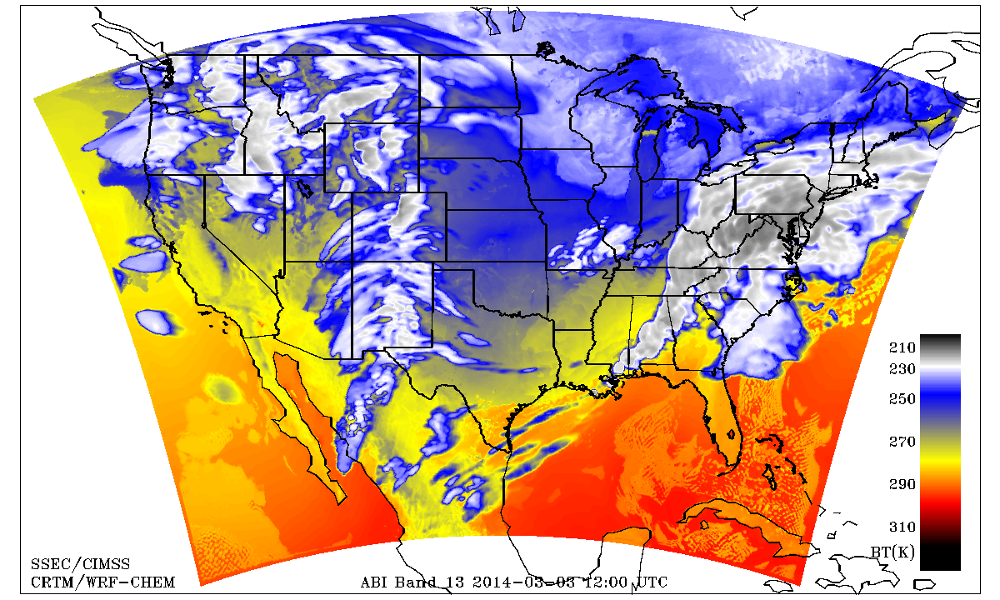 210
230
250
270
290
310
BT(K)
SSEC/CIMSS
CRTM/WRF-CHEM
ABI Band 13 2014-03-03 12:00 UTC